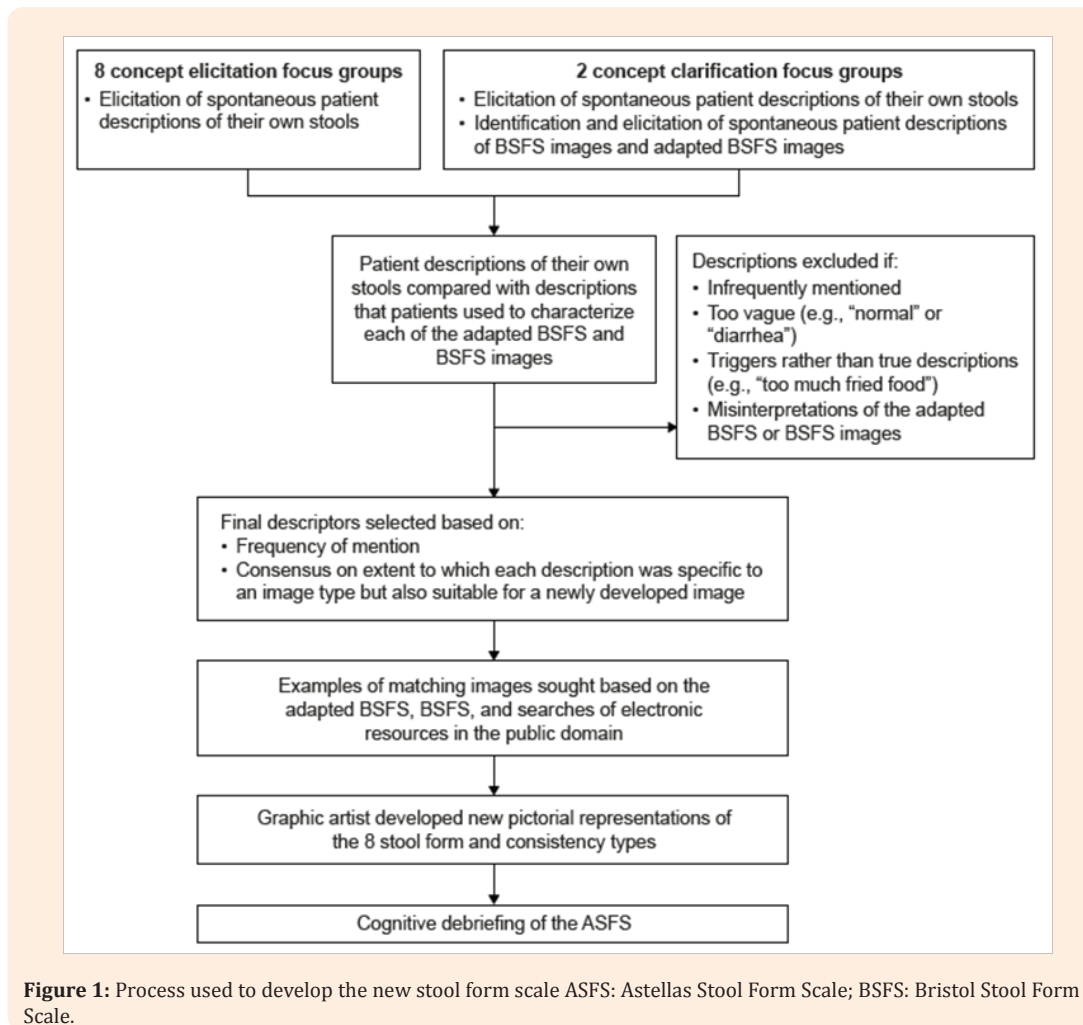 8 concept elicitation focus groups
• Elicitation of spontaneous patient
descriptions of their own stools
2 concept clarification focus groups
• Elicitation of spontaneous patient descriptions of their own stools
• Identification and elicitation of spontaneous patient descriptions
of BSFS images and adapted BSFS images
Patient descriptions of their own
stools compared with descriptions
that patients used to characterize
each of the adapted BSFS and
BSFS images
Descriptions excluded if:
• Infrequently mentioned
• Too vague (e.g., “normal” or
“diarrhea”)
• Triggers rather than true descriptions
(e.g., “too much fried food”)
• Misinterpretations of the adapted
BSFS or BSFS images
Final descriptors selected based on:
• Frequency of mention
• Consensus on extent to which each description was specific to
an image type but also suitable for a newly developed image
Examples of matching images sought based on the
adapted BSFS, BSFS, and searches of electronic
resources in the public domain
Graphic artist developed new pictorial representations of
the 8 stool form and consistency types
Cognitive debriefing of the ASFS
Figure 1: Process used to develop the new stool form scale ASFS: Astellas Stool Form Scale; BSFS: Bristol Stool Form
Scale.